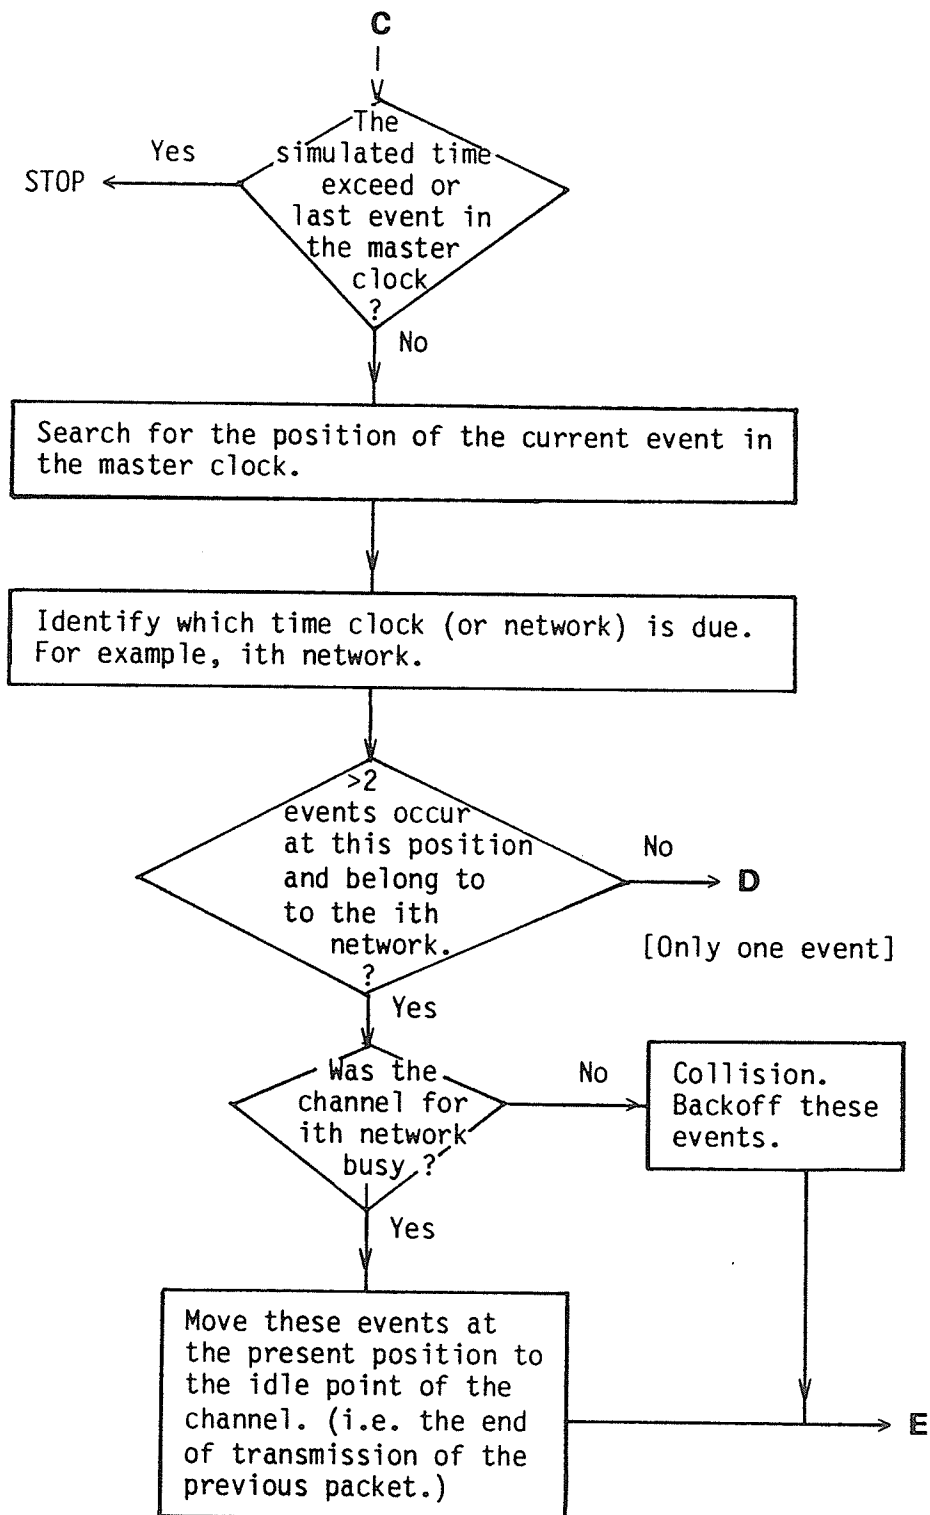 C
The
simulated time
exceed or
last event in
the master
clock
?
Yes
STOP
No
Search for the position of the current event in
the master clock.
Identify which time clock (or network) is due.
For example, ith network.
>2
events occur
at this position
and belong to
to the ith
network.
?
No
D
[Only one event]
Yes
Was the
channel for
ith network
busy ?
No
Collision.
Backoff these
events.
Yes
Move these events at
the present position to
the idle point of the
channel. (i.e. the end
of transmission of the
previous packet.)
E